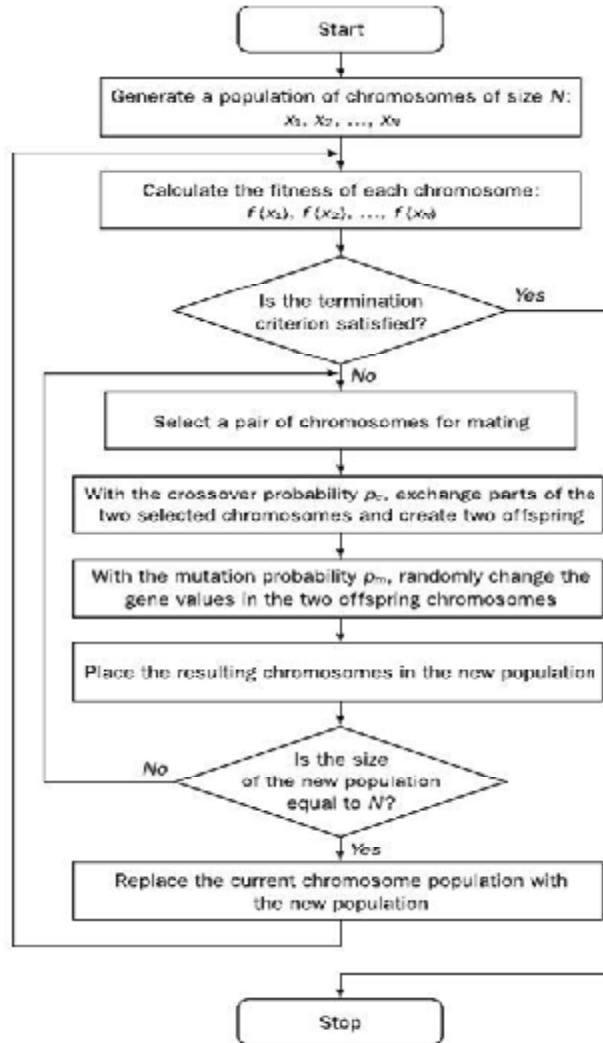 Start
Generate a population of chromosomes of size N:
x₁, x₂, ..., x_N
Calculate the fitness of each chromosome:
f (x₁), f (x₂), ..., f (x_N)
Is the termination
criterion satisfied?
Yes
No
Select a pair of chromosomes for mating
With the crossover probability p_c, exchange parts of the
two selected chromosomes and create two offspring
With the mutation probability p_m, randomly change the
gene values in the two offspring chromosomes
Place the resulting chromosomes in the new population
Is the size
of the new population
equal to N?
No
Yes
Replace the current chromosome population with
the new population
Stop